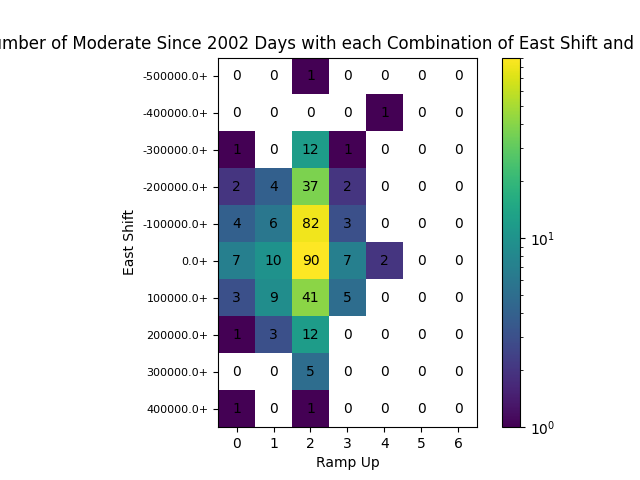 of Moderate Since 2002 Days with each Combination of East Shift and
-500000.0+ 0 0 1 0 0 0 0
-400000.0+ 0 0 0 0 1 0 0
-300000.0+ 1 0 12 1 0 0 0
-200000.0+ 2 4 37 2 0 0 0
-100000.0+ 4 6 82 3 0 0 0
0.0+ 7 10 90 7 2 0 0
100000.0+ 3 9 41 5 0 0 0
200000.0+ 1 3 12 0 0 0 0
300000.0+ 0 0 5 0 0 0 0
400000.0+ 1 0 1 0 0 0 0
0 1 2 3 4 5 6
Ramp Up
East Shift
10¹
10⁰